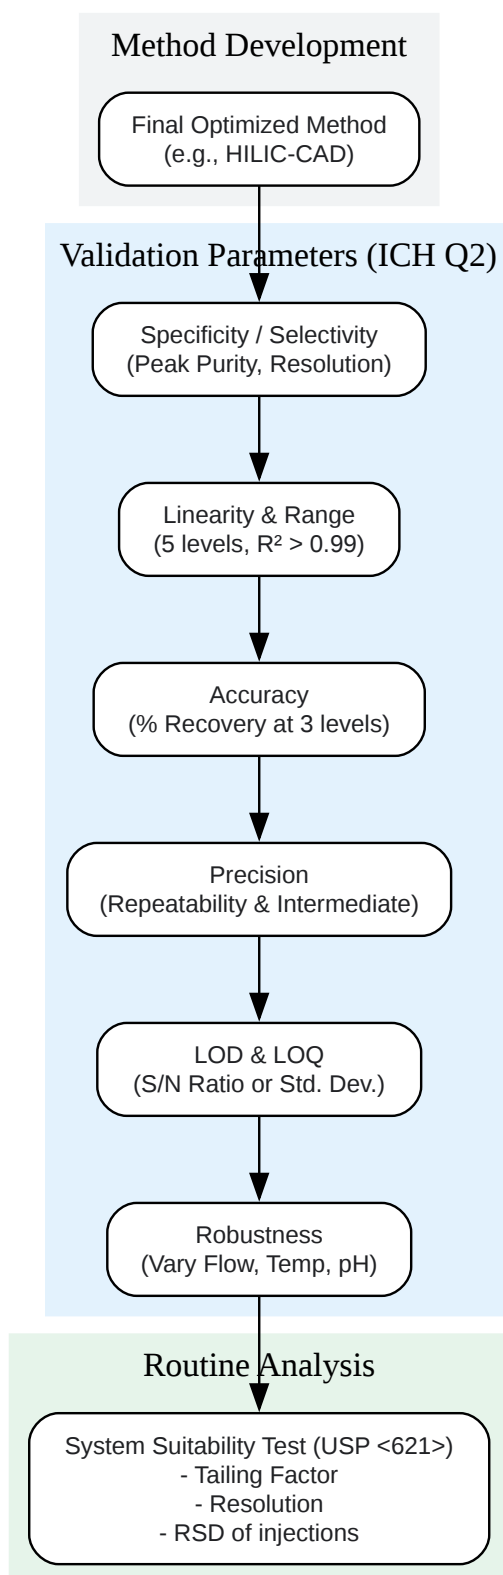 Method Development
Final Optimized Method
(e.g., HILIC-CAD)
Validation Parameters (ICH Q2)
Specificity / Selectivity
(Peak Purity, Resolution)
Linearity & Range
(5 levels, R² > 0.99)
Accuracy
(% Recovery at 3 levels)
Precision
(Repeatability & Intermediate)
LOD & LOQ
(S/N Ratio or Std. Dev.)
Robustness
(Vary Flow, Temp, pH)
Routine Analysis
System Suitability Test (USP <621>)
- Tailing Factor
- Resolution
- RSD of injections